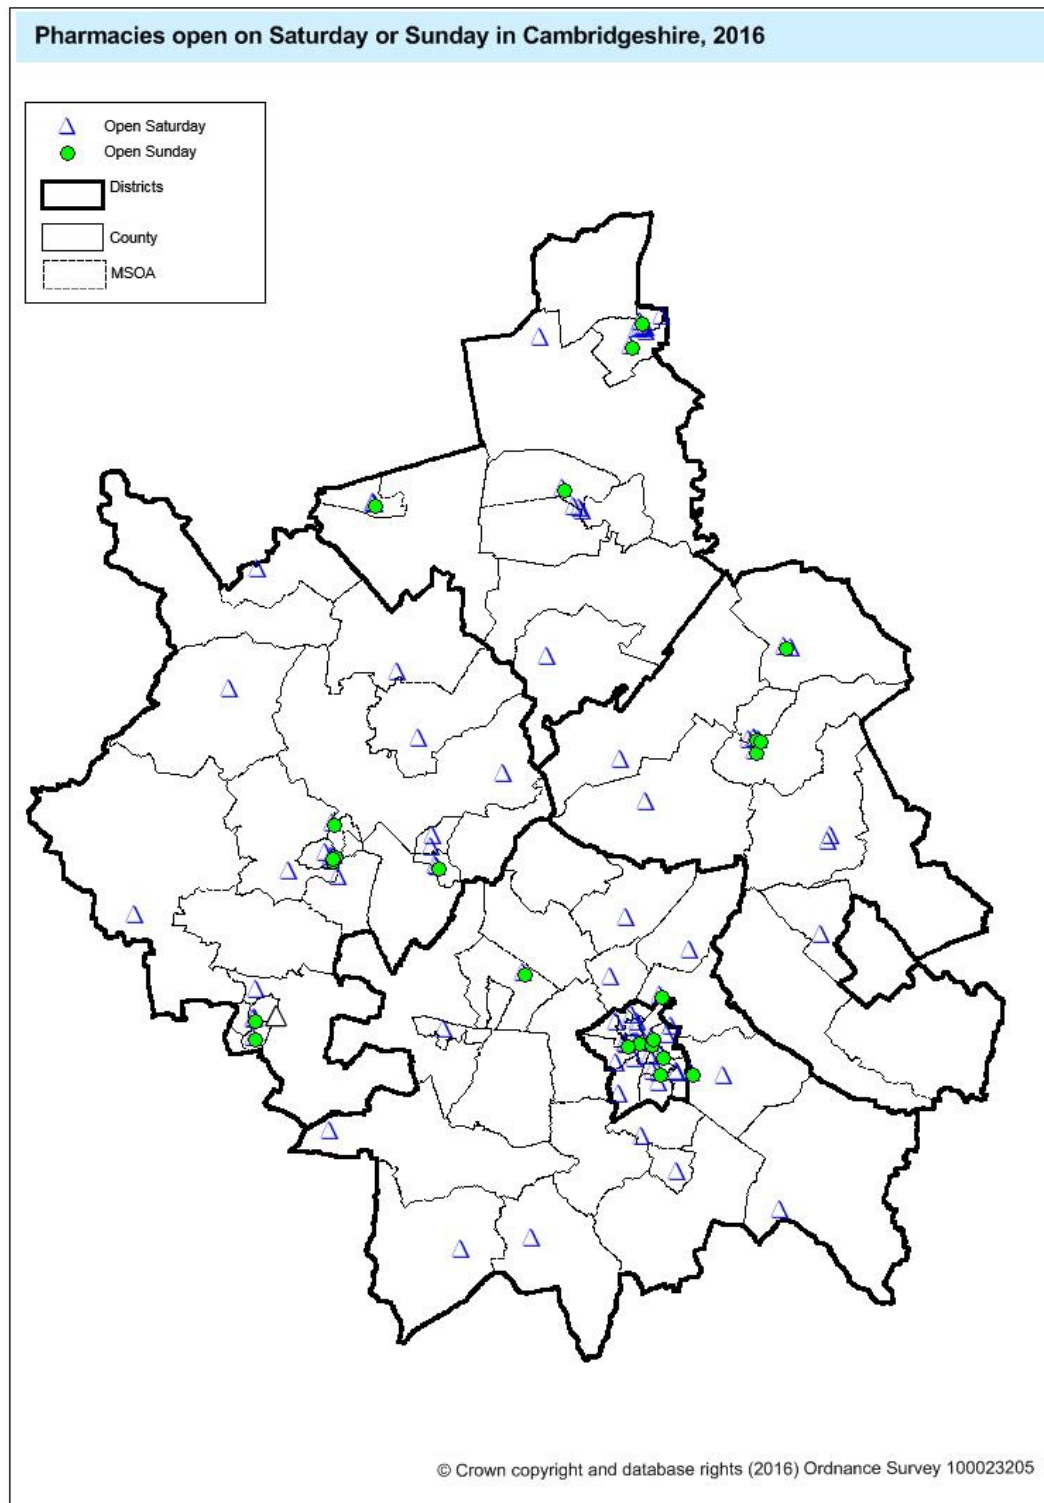 Pharmacies open on Saturday or Sunday in Cambridgeshire, 2016
Open Saturday
Open Sunday
Districts
County
MSOA
© Crown copyright and database rights (2016) Ordnance Survey 100023205